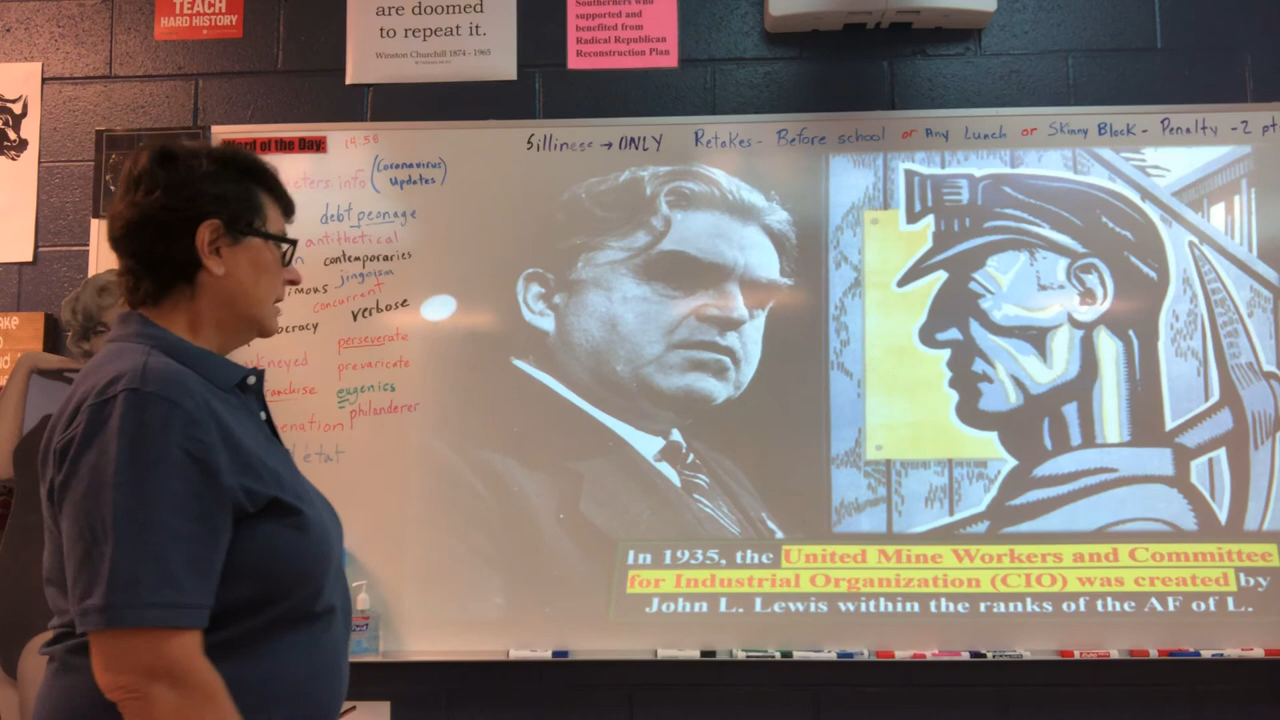 TEACH
HARD HISTORY
are doomed
to repeat it.
Winston Churchill 1874 - 1965
Southerners who
supported and
benefited from
Radical Republican
Reconstruction Plan
Word of the Day:
14:58
Silliness → ONLY
Retakes - Before school or Any Lunch or Skinny Block - Penalty -2 pt
info (Coronavirus
Updates)
debt peonage
antithetical
contemporaries
jingoism
concurrent
verbose
perseverate
prevaricate
eugenics
philanderer
état
In 1935, the United Mine Workers and Committee
for Industrial Organization (CIO) was created by
John L. Lewis within the ranks of the AF of L.